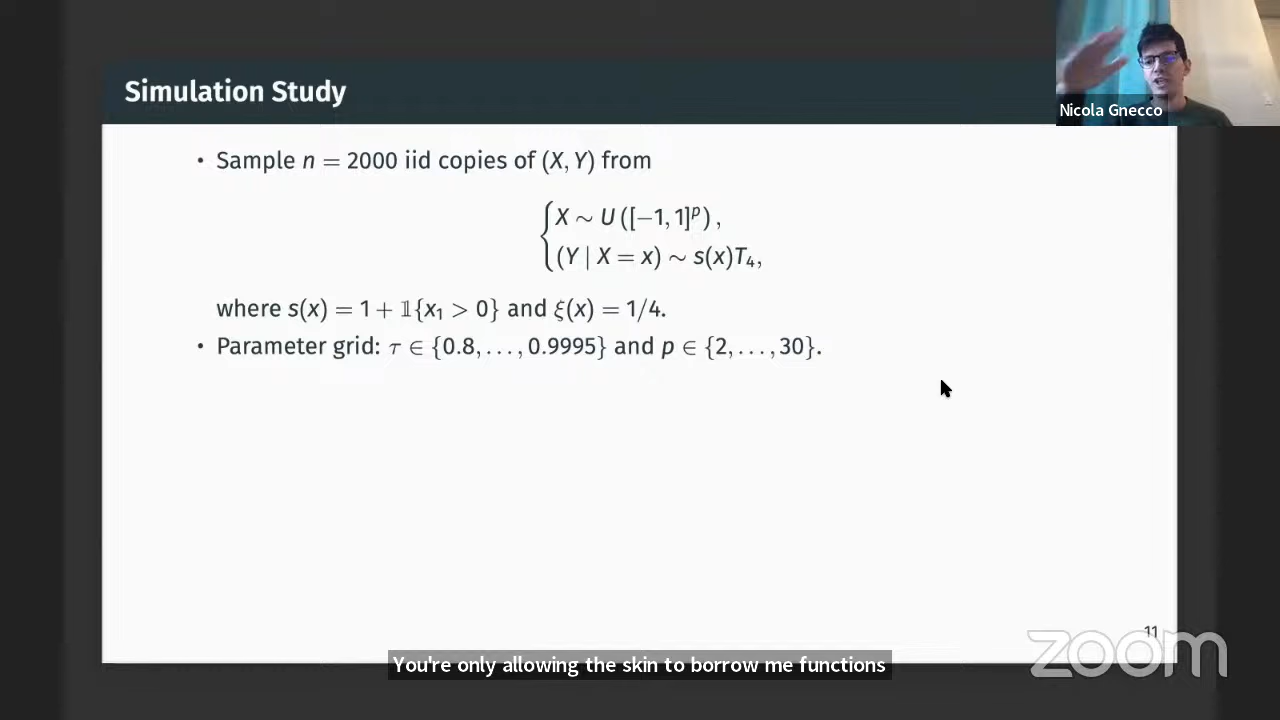 Simulation Study
Nicola Gnecco
• Sample n = 2000 iid copies of (X, Y) from
X ∼ U ([−1, 1]ᵖ) ,
(Y | X = x) ∼ s(x)T₄,
where s(x) = 1 + 𝟙{x₁ > 0} and ξ(x) = 1/4.
• Parameter grid: τ ∈ {0.8, . . . , 0.9995} and p ∈ {2, . . . , 30}.
11
zoom
You're only allowing the skin to borrow me functions